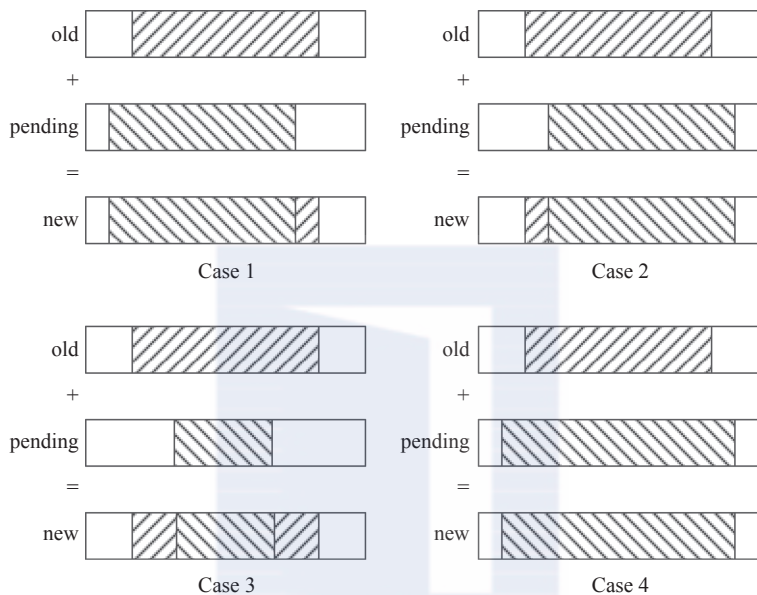 old
+
pending
=
new
Case 1
old
+
pending
=
new
Case 2
old
+
pending
=
new
Case 3
old
+
pending
=
new
Case 4